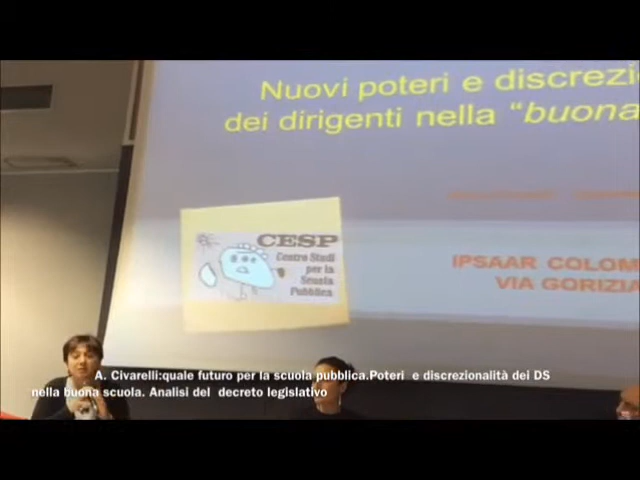 Nuovi poteri e discrezi
dei dirigenti nella "buona
CESP
Centro Studi
per la
Scuola
Pubblica
IPSAAR COLOM
VIA GORIZIA
A. Civarelli:quale futuro per la scuola pubblica.Poteri e discrezionalità dei DS
nella buona scuola. Analisi del decreto legislativo